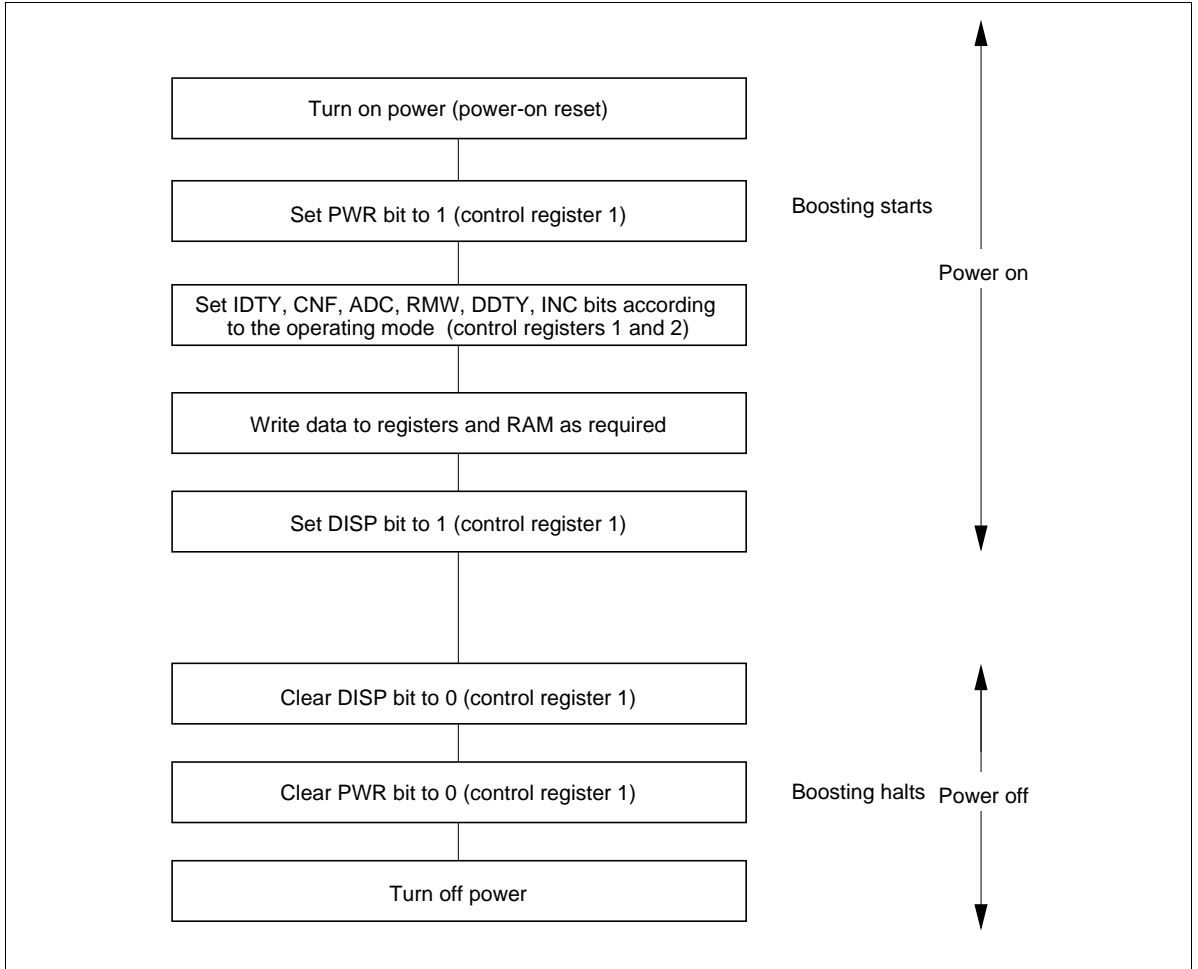 Turn on power (power-on reset)
Set PWR bit to 1 (control register 1)
Boosting starts
Power on
Set IDTY, CNF, ADC, RMW, DDTY, INC bits according
to the operating mode  (control registers 1 and 2)
Write data to registers and RAM as required
Set DISP bit to 1 (control register 1)
Clear DISP bit to 0 (control register 1)
Clear PWR bit to 0 (control register 1)
Boosting halts
Power off
Turn off power